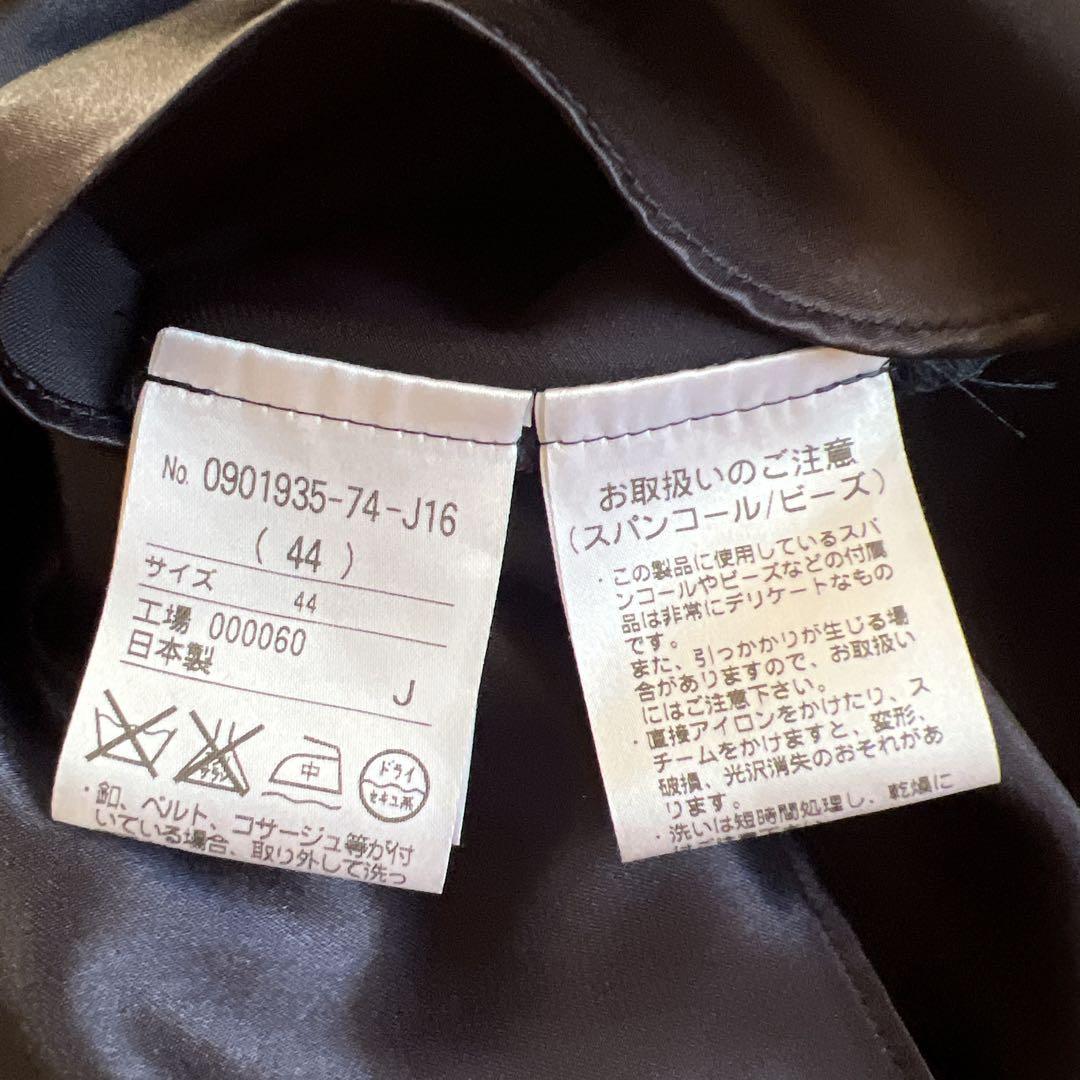 No. 0901935-74-J16
( 44 )
サイズ 44
工場 000060
日本製
J
中
ドライ
セキユ系
・釦、ベルト、コサージュ等が付
いている場合、取り外して洗っ
お取扱いのご注意
(スパンコール/ビーズ)
・この製品に使用しているスパ
ンコールやビーズなどの付属
品は非常にデリケートなもの
です。
また、引っかかりが生じる場
合がありますので、お取扱い
にはご注意下さい。
・直接アイロンをかけたり、ス
チームをかけますと、変形、
破損、光沢消失のおそれがあ
ります。
・洗いは短時間処理し、乾燥に